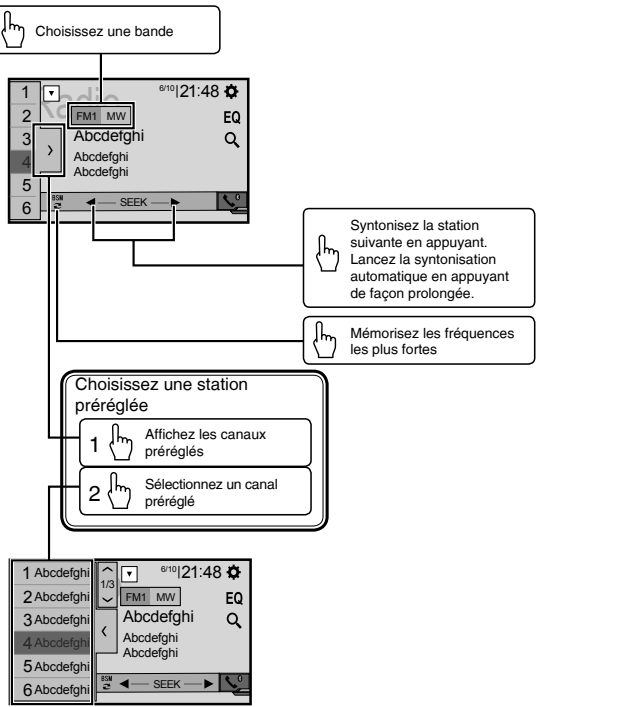 Choisissez une bande
1
2
3
4
5
6
Radio
6/10 21:48
FM1 MW
EQ
Abcdefghi
Abcdefghi
Abcdefghi
BSM
SEEK
Syntonisez la station
suivante en appuyant.
Lancez la syntonisation
automatique en appuyant
de façon prolongée.
Mémorisez les fréquences
les plus fortes
Choisissez une station
préréglée
1 Affichez les canaux
préréglés
2 Sélectionnez un canal
préréglé
1 Abcdefghi
2 Abcdefghi
3 Abcdefghi
4 Abcdefghi
5 Abcdefghi
6 Abcdefghi
1/3
6/10 21:48
FM1 MW
EQ
Abcdefghi
Abcdefghi
Abcdefghi
BSM
SEEK